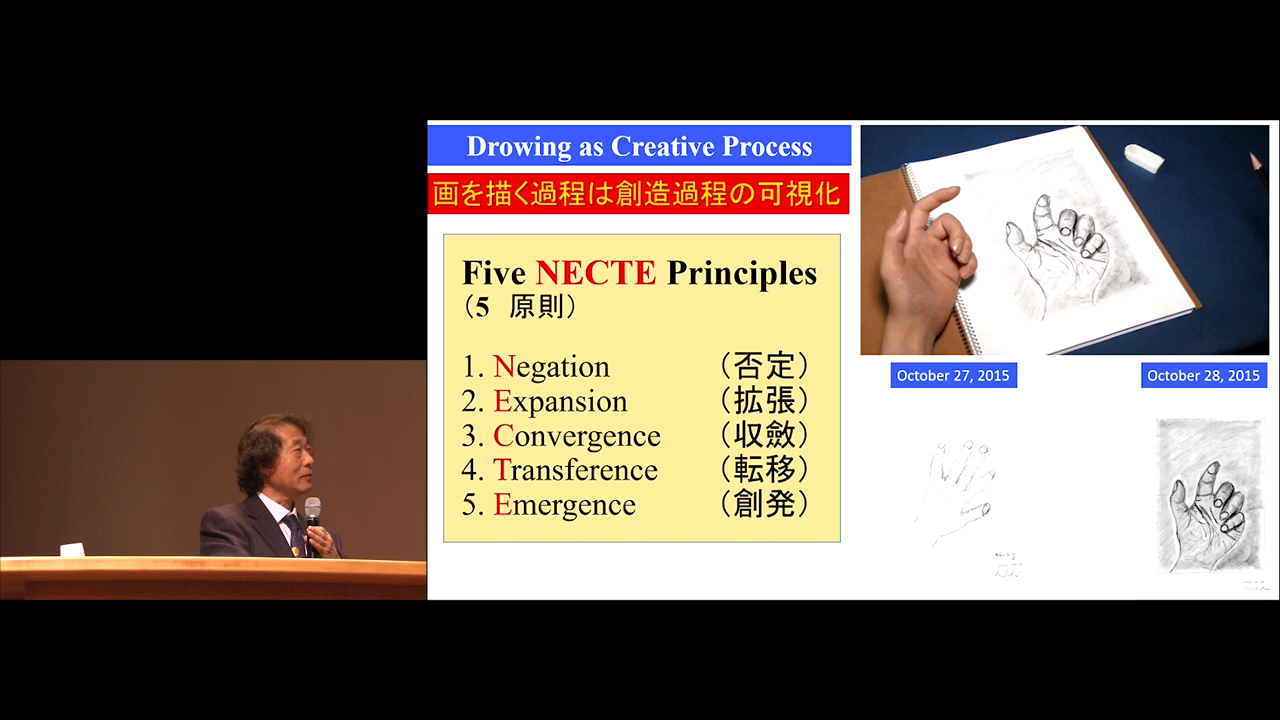 Drowing as Creative Process
画を描く過程は創造過程の可視化
Five NECTE Principles
（5　原則）
1. Negation （否定）
2. Expansion （拡張）
3. Convergence （収斂）
4. Transference （転移）
5. Emergence （創発）
October 27, 2015
October 28, 2015